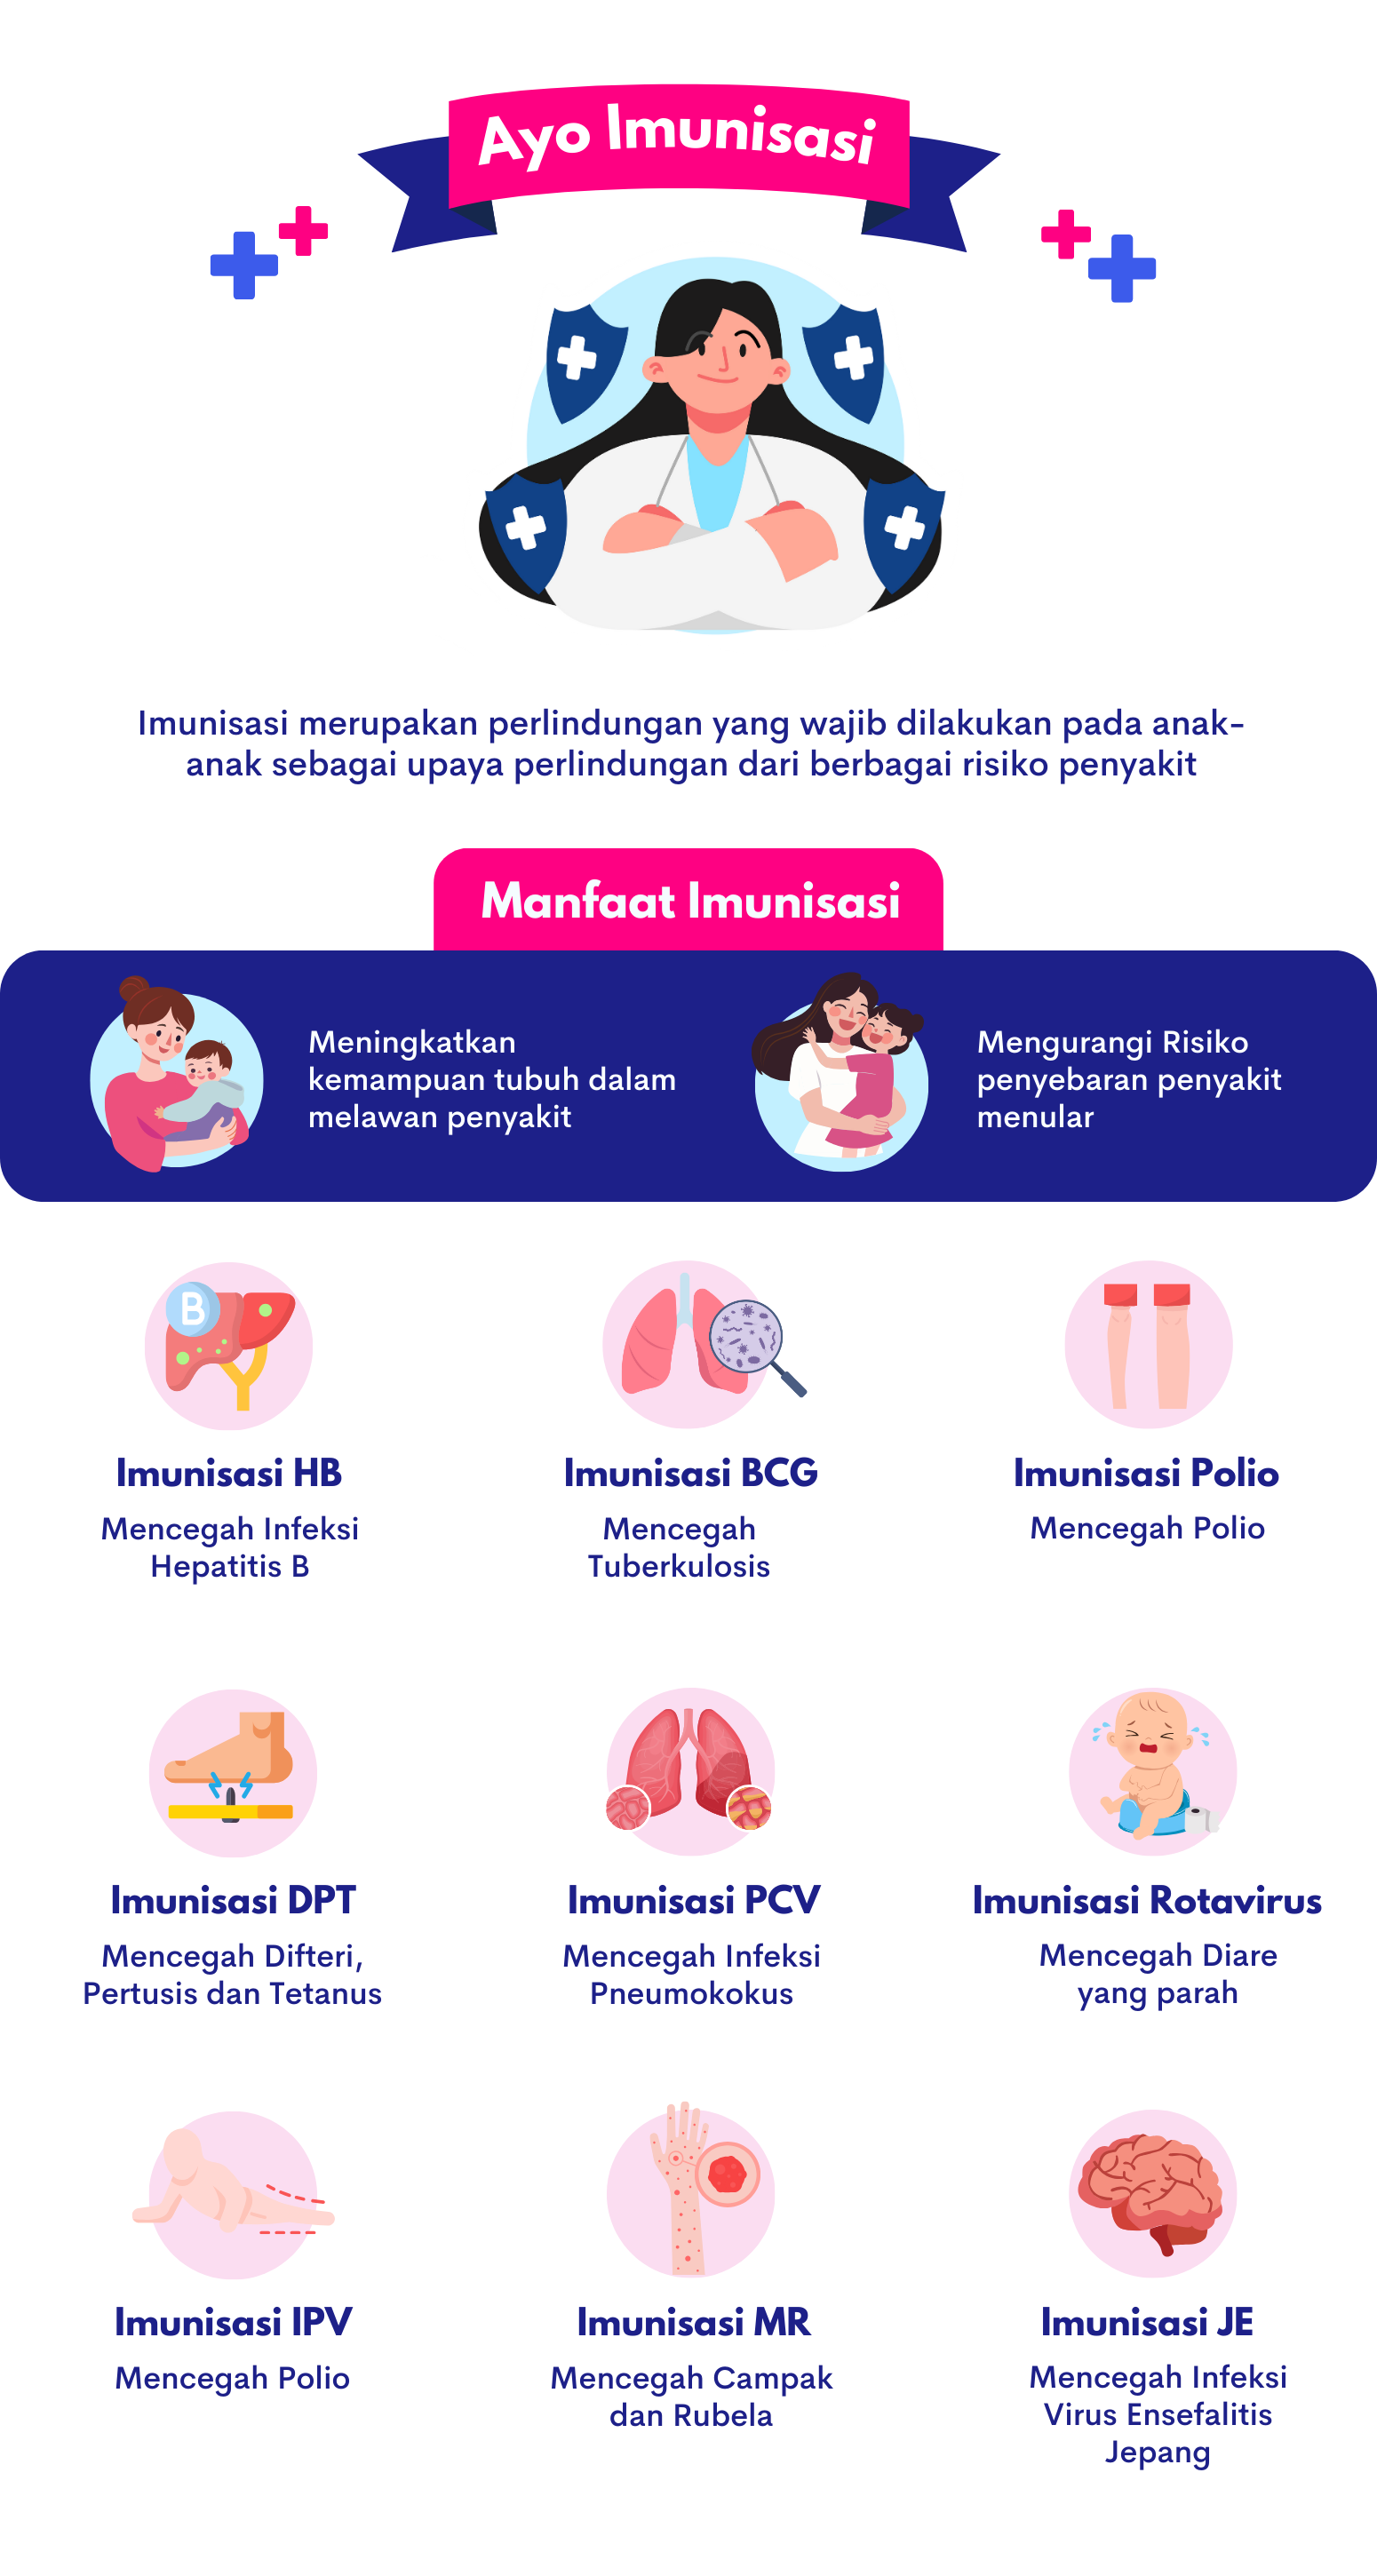 Ayo Imunisasi
Imunisasi merupakan perlindungan yang wajib dilakukan pada anak-
anak sebagai upaya perlindungan dari berbagai risiko penyakit
Manfaat Imunisasi
Meningkatkan
kemampuan tubuh dalam
melawan penyakit
Mengurangi Risiko
penyebaran penyakit
menular
B
Imunisasi HB
Mencegah Infeksi
Hepatitis B
Imunisasi BCG
Mencegah
Tuberkulosis
Imunisasi Polio
Mencegah Polio
Imunisasi DPT
Mencegah Difteri,
Pertusis dan Tetanus
Imunisasi PCV
Mencegah Infeksi
Pneumokokus
Imunisasi Rotavirus
Mencegah Diare
yang parah
Imunisasi IPV
Mencegah Polio
Imunisasi MR
Mencegah Campak
dan Rubela
Imunisasi JE
Mencegah Infeksi
Virus Ensefalitis
Jepang